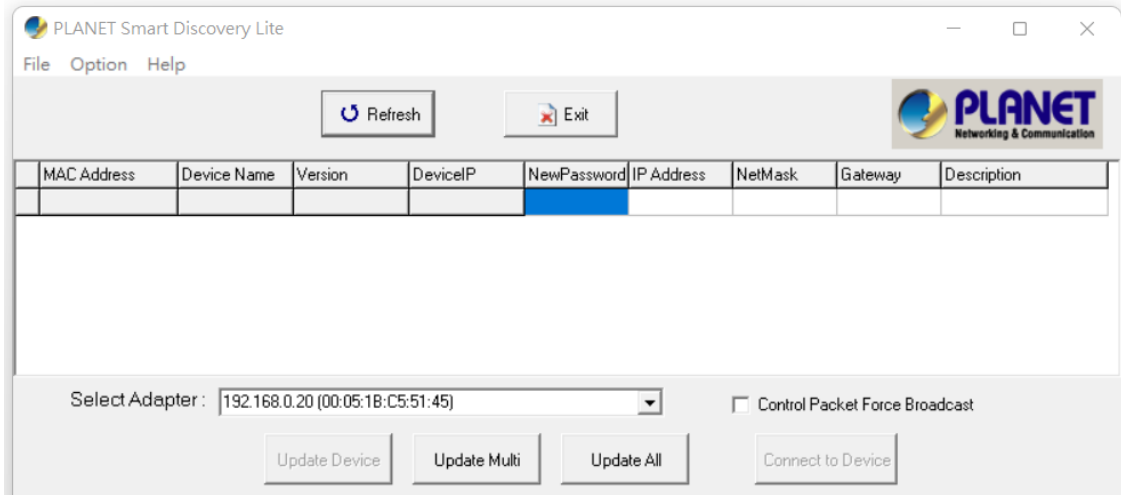 PLANET Smart Discovery Lite
File Option Help
Refresh Exit PLANET
Networking & Communication
MAC Address Device Name Version DeviceIP NewPassword IP Address NetMask Gateway Description
Select Adapter : 192.168.0.20 (00:05:1B:C5:51:45) Control Packet Force Broadcast
Update Device Update Multi Update All Connect to Device